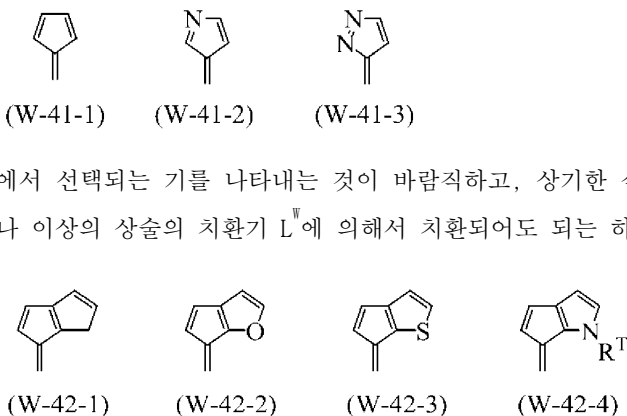 N
N
N
(W-41-1) (W-41-2) (W-41-3)
에서 선택되는 기를 나타내는 것이 바람직하고, 상기한
이상의 상술의 치환기 L^W에 의해서 치환되어도 되는
O S N R^T
(W-42-1) (W-42-2) (W-42-3) (W-42-4)